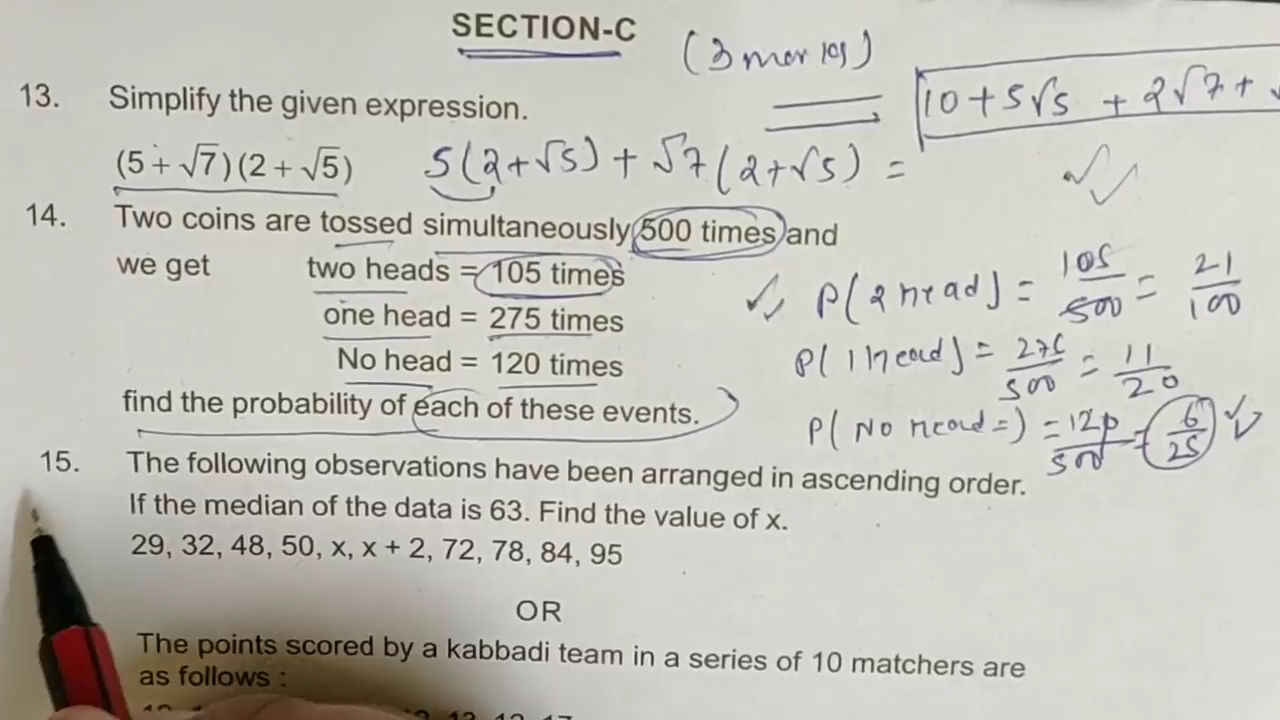 SECTION-C
(3 marks)
13. Simplify the given expression.
10 + 5√5 + 2√7 +
(5 + √7)(2 + √5) 5(2+√5) + √7(2+√5) =
14. Two coins are tossed simultaneously 500 times and
we get two heads = 105 times
P(2 head) = 105/500 = 21/100
one head = 275 times
P(1 head) = 275/500 = 11/20
No head = 120 times
find the probability of each of these events.
P(No head=) = 120/500 = 6/25
15. The following observations have been arranged in ascending order.
If the median of the data is 63. Find the value of x.
29, 32, 48, 50, x, x + 2, 72, 78, 84, 95
OR
The points scored by a kabbadi team in a series of 10 matchers are
as follows :